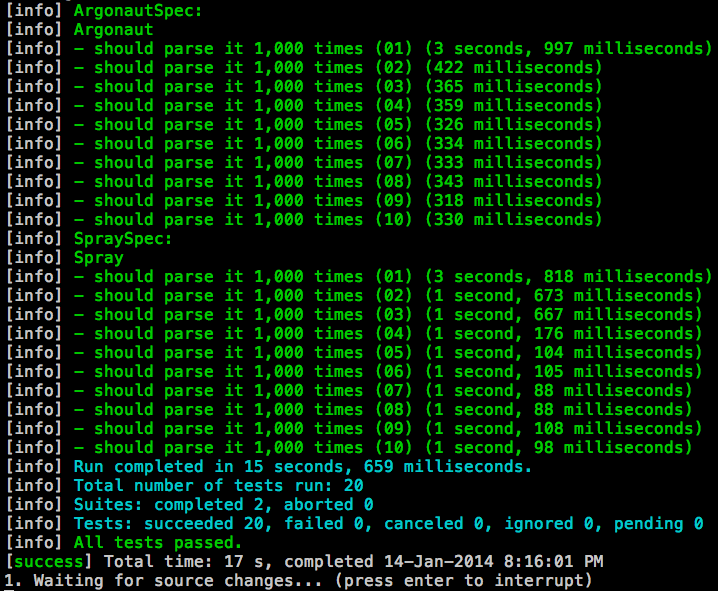 [info] ArgonautSpec:
[info] Argonaut
[info] – should parse it 1,000 times (01) (3 seconds, 997 milliseconds)
[info] – should parse it 1,000 times (02) (422 milliseconds)
[info] – should parse it 1,000 times (03) (365 milliseconds)
[info] – should parse it 1,000 times (04) (359 milliseconds)
[info] – should parse it 1,000 times (05) (326 milliseconds)
[info] – should parse it 1,000 times (06) (334 milliseconds)
[info] – should parse it 1,000 times (07) (333 milliseconds)
[info] – should parse it 1,000 times (08) (343 milliseconds)
[info] – should parse it 1,000 times (09) (318 milliseconds)
[info] – should parse it 1,000 times (10) (330 milliseconds)
[info] SpraySpec:
[info] Spray
[info] – should parse it 1,000 times (01) (3 seconds, 818 milliseconds)
[info] – should parse it 1,000 times (02) (1 second, 673 milliseconds)
[info] – should parse it 1,000 times (03) (1 second, 667 milliseconds)
[info] – should parse it 1,000 times (04) (1 second, 176 milliseconds)
[info] – should parse it 1,000 times (05) (1 second, 104 milliseconds)
[info] – should parse it 1,000 times (06) (1 second, 105 milliseconds)
[info] – should parse it 1,000 times (07) (1 second, 88 milliseconds)
[info] – should parse it 1,000 times (08) (1 second, 88 milliseconds)
[info] – should parse it 1,000 times (09) (1 second, 108 milliseconds)
[info] – should parse it 1,000 times (10) (1 second, 98 milliseconds)
[info] Run completed in 15 seconds, 659 milliseconds.
[info] Total number of tests run: 20
[info] Suites: completed 2, aborted 0
[info] Tests: succeeded 20, failed 0, canceled 0, ignored 0, pending 0
[info] All tests passed.
[success] Total time: 17 s, completed 14–Jan–2014 8:16:01 PM
1. Waiting for source changes... (press enter to interrupt)